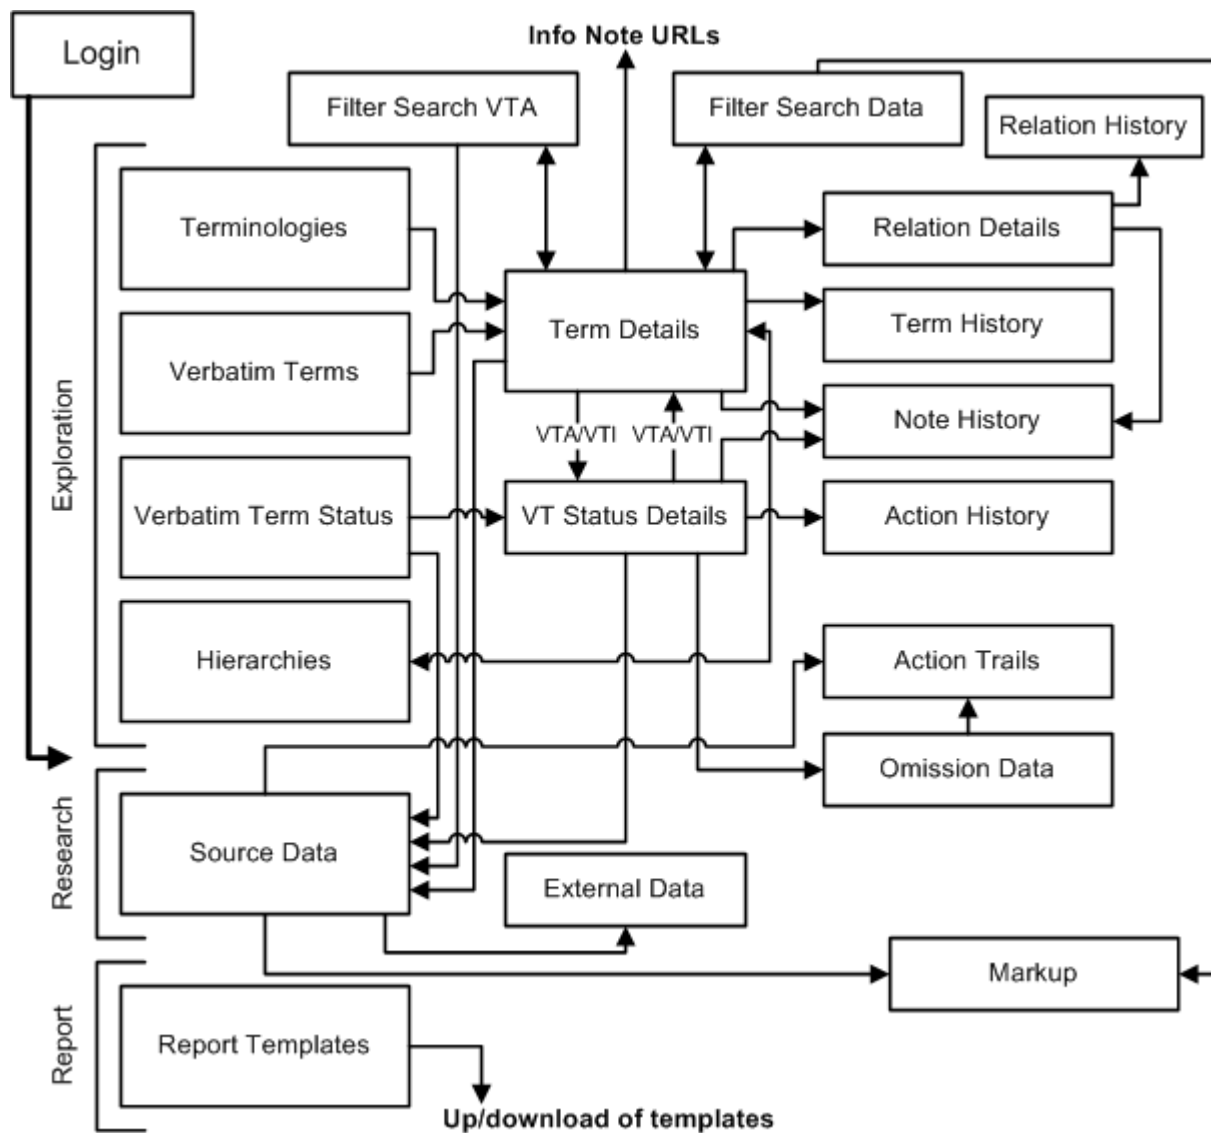 Login
Info Note URLs
Filter Search VTA
Filter Search Data
Relation History
Terminologies
Relation Details
Term Details
Term History
Verbatim Terms
Exploration
VTA/VTI
VTA/VTI
Note History
Verbatim Term Status
VT Status Details
Action History
Hierarchies
Action Trails
Omission Data
Research
Source Data
External Data
Markup
Report
Report Templates
Up/download of templates